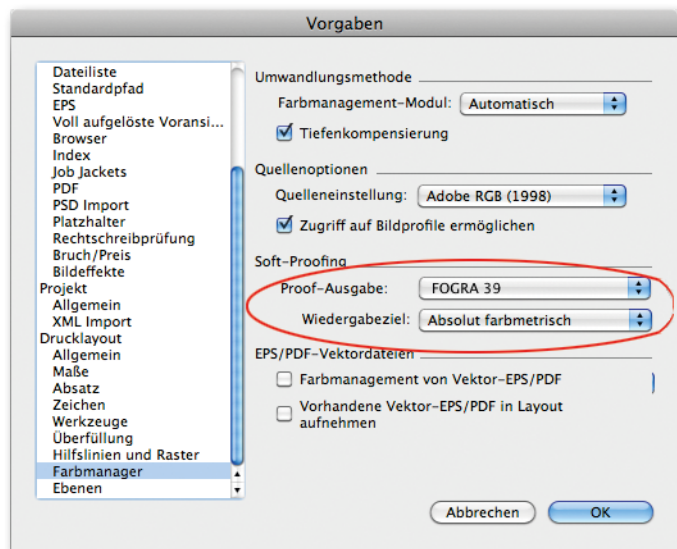 Vorgaben
Dateiliste
Standardpfad
EPS
Voll aufgelöste Voransi...
Browser
Index
Job Jackets
PDF
PSD Import
Platzhalter
Rechtschreibprüfung
Bruch/Preis
Bildeffekte
Projekt
Allgemein
XML Import
Drucklayout
Allgemein
Maße
Absatz
Zeichen
Werkzeuge
Überfüllung
Hilfslinien und Raster
Farbmanager
Ebenen
Umwandlungsmethode
Farbmanagement-Modul: Automatisch
Tiefenkompensierung
Quellenoptionen
Quelleneinstellung: Adobe RGB (1998)
Zugriff auf Bildprofile ermöglichen
Soft-Proofing
Proof-Ausgabe: FOGRA 39
Wiedergabeziel: Absolut farbmetrisch
EPS/PDF-Vektordateien
Farbmanagement von Vektor-EPS/PDF
Vorhandene Vektor-EPS/PDF in Layout
aufnehmen
Abbrechen OK